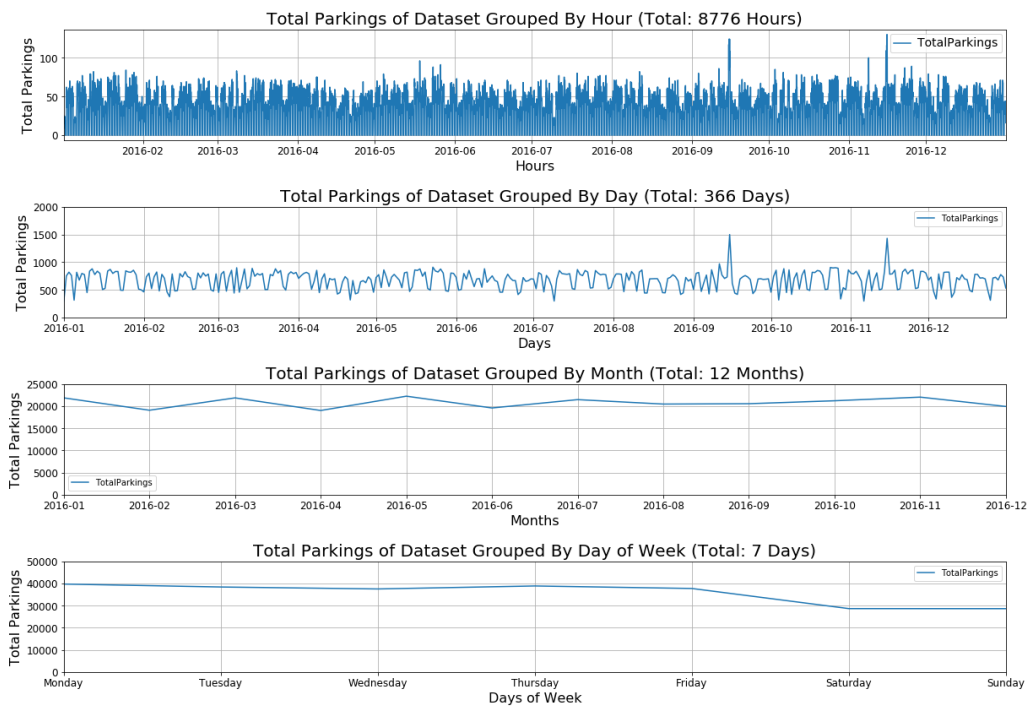 Total Parkings of Dataset Grouped By Hour (Total: 8776 Hours)
Total Parkings
100
50
0
TotalParkings
2016-02 2016-03 2016-04 2016-05 2016-06 2016-07 2016-08 2016-09 2016-10 2016-11 2016-12
Hours
Total Parkings of Dataset Grouped By Day (Total: 366 Days)
Total Parkings
2000
1500
1000
500
0
TotalParkings
2016-01 2016-02 2016-03 2016-04 2016-05 2016-06 2016-07 2016-08 2016-09 2016-10 2016-11 2016-12
Days
Total Parkings of Dataset Grouped By Month (Total: 12 Months)
Total Parkings
25000
20000
15000
10000
5000
0
TotalParkings
2016-01 2016-02 2016-03 2016-04 2016-05 2016-06 2016-07 2016-08 2016-09 2016-10 2016-11 2016-12
Months
Total Parkings of Dataset Grouped By Day of Week (Total: 7 Days)
Total Parkings
50000
40000
30000
20000
10000
0
TotalParkings
Monday Tuesday Wednesday Thursday Friday Saturday Sunday
Days of Week